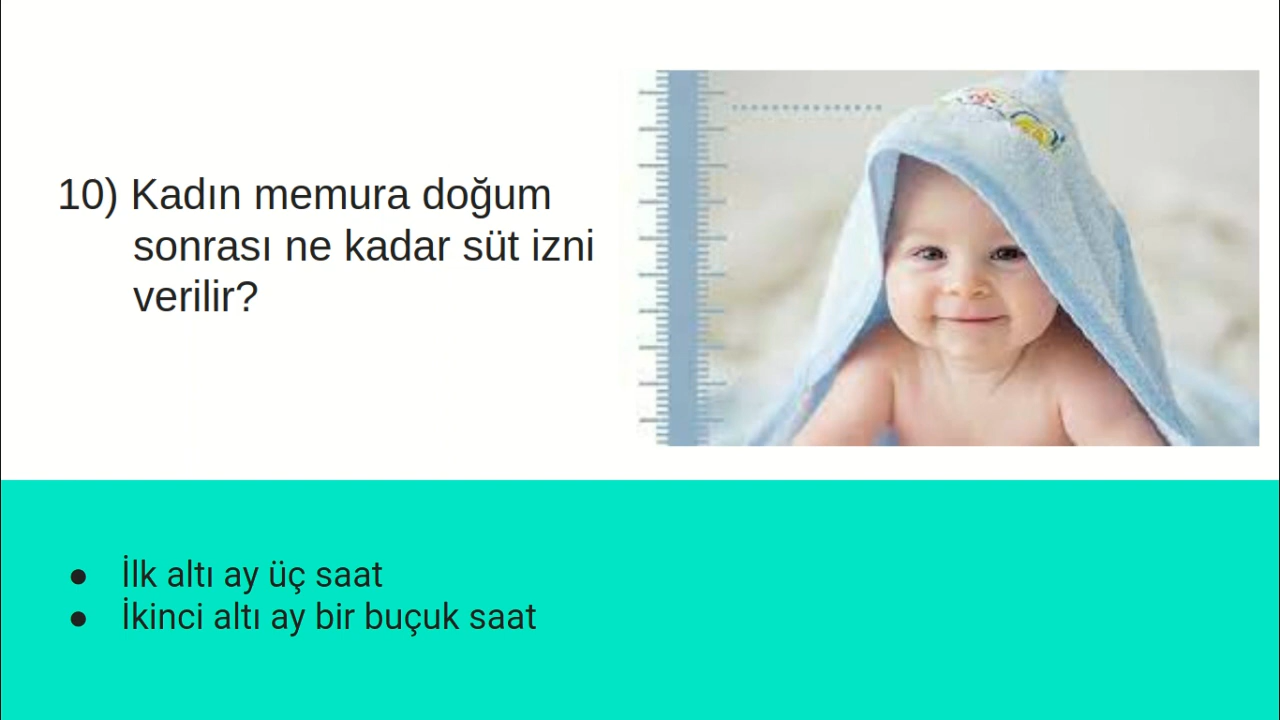 10) Kadın memura doğum
sonrası ne kadar süt izni
verilir?
● İlk altı ay üç saat
● İkinci altı ay bir buçuk saat